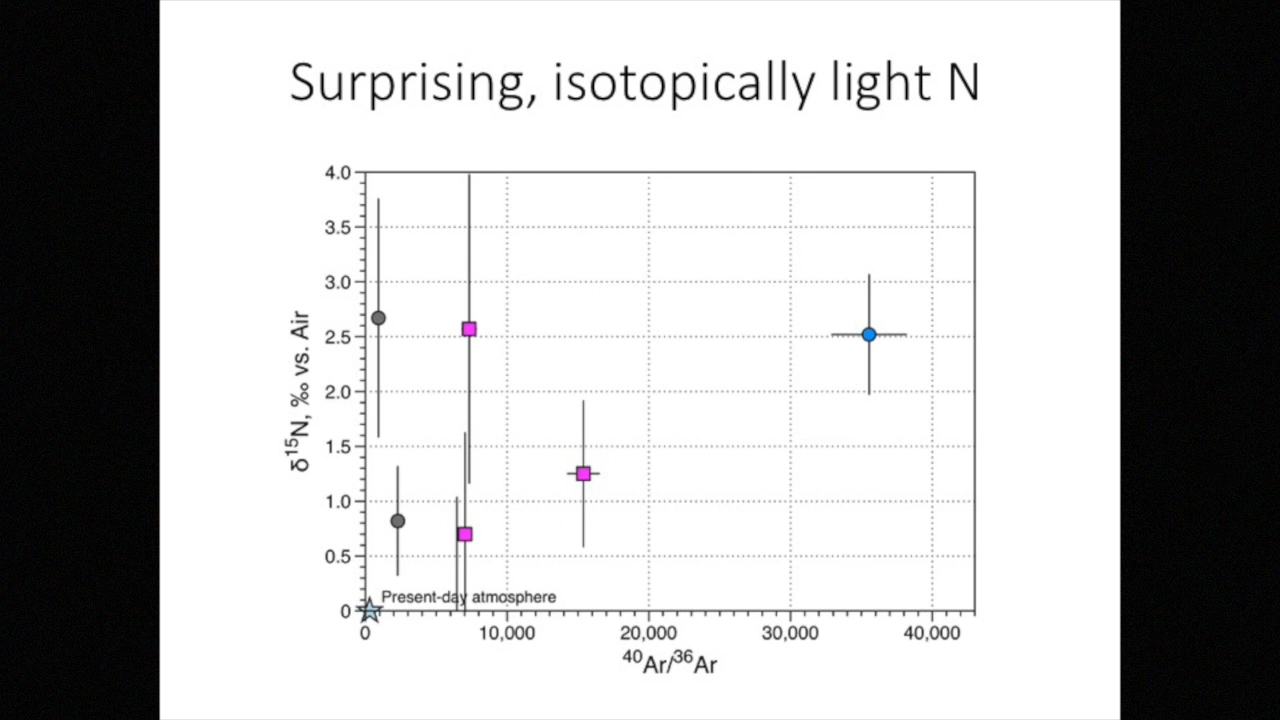 Surprising, isotopically light N
4.0
3.5
3.0
2.5
2.0
1.5
1.0
0.5
0
δ¹⁵N, ‰ vs. Air
Present-day atmosphere
0 10,000 20,000 30,000 40,000
⁴⁰Ar/³⁶Ar